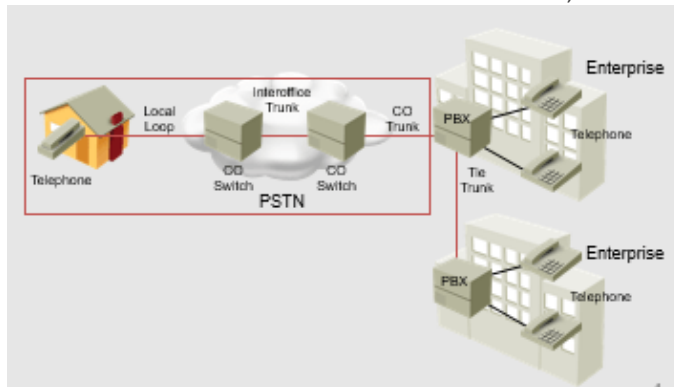 Enterprise
Interoffice
Trunk
Local
Loop
CO
Trunk
PBX
Telephone
Telephone
CO
Switch
CO
Switch
Tie
Trunk
PSTN
Enterprise
PBX
Telephone